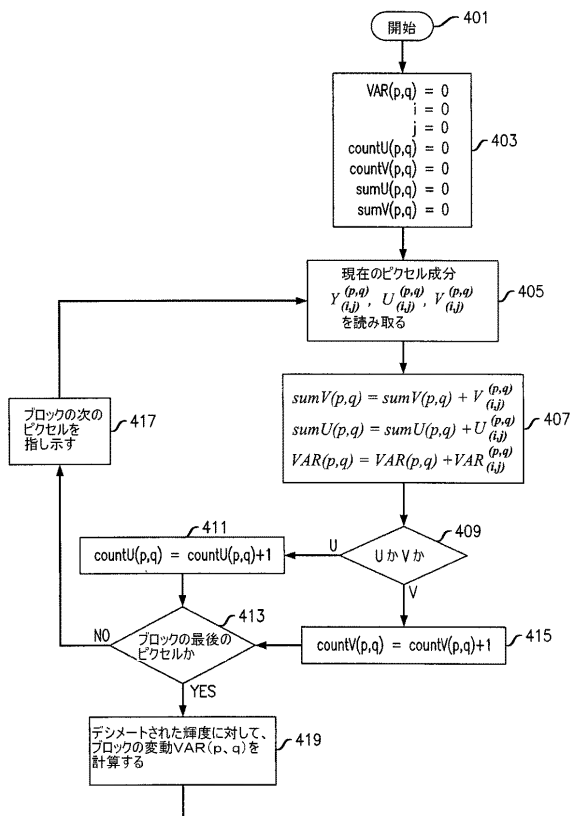 開始
401
VAR(p,q) = 0
i = 0
j = 0
countU(p,q) = 0
countV(p,q) = 0
sumU(p,q) = 0
sumV(p,q) = 0
403
現在のピクセル成分
Y(i,j)(p,q), U(i,j)(p,q), V(i,j)(p,q)
を読み取る
405
sumV(p,q) = sumV(p,q) + V(i,j)(p,q)
sumU(p,q) = sumU(p,q) + U(i,j)(p,q)
VAR(p,q) = VAR(p,q) + VAR(i,j)(p,q)
407
ブロックの次の
ピクセルを
指し示す
417
409
UかVか
U
V
411
countU(p,q) = countU(p,q)+1
413
ブロックの最後の
ピクセルか
NO
YES
countV(p,q) = countV(p,q)+1
415
デシメートされた輝度に対して、
ブロックの変動VAR(p、q)を
計算する
419